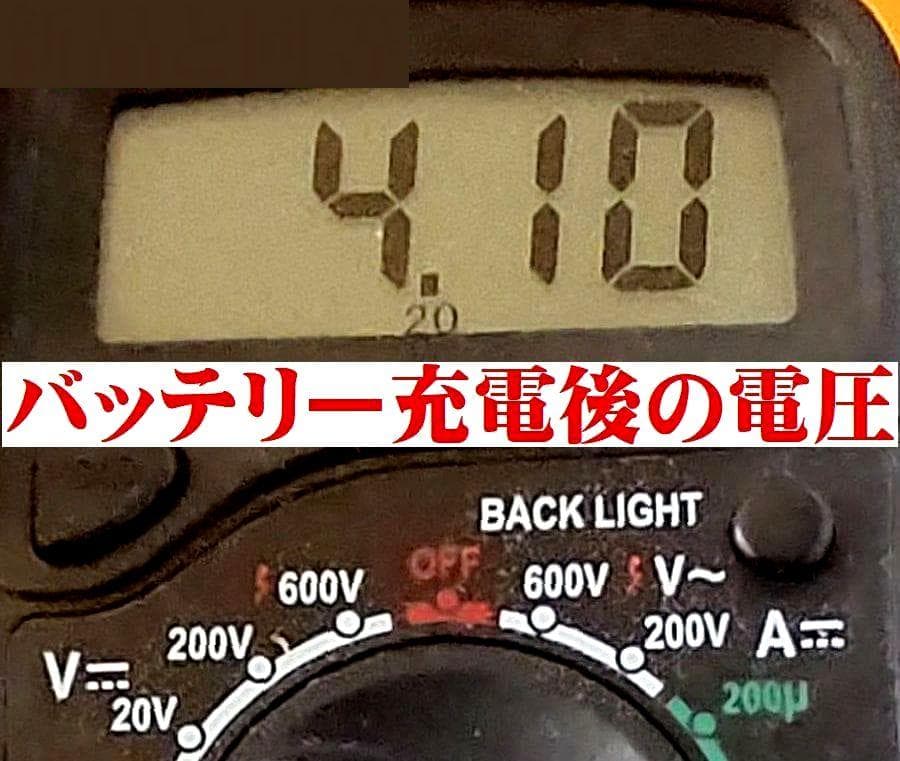 4.10
20
バッテリー充電後の電圧
BACK LIGHT
OFF
600V
600V V~
200V
200V A
V
20V
200μ